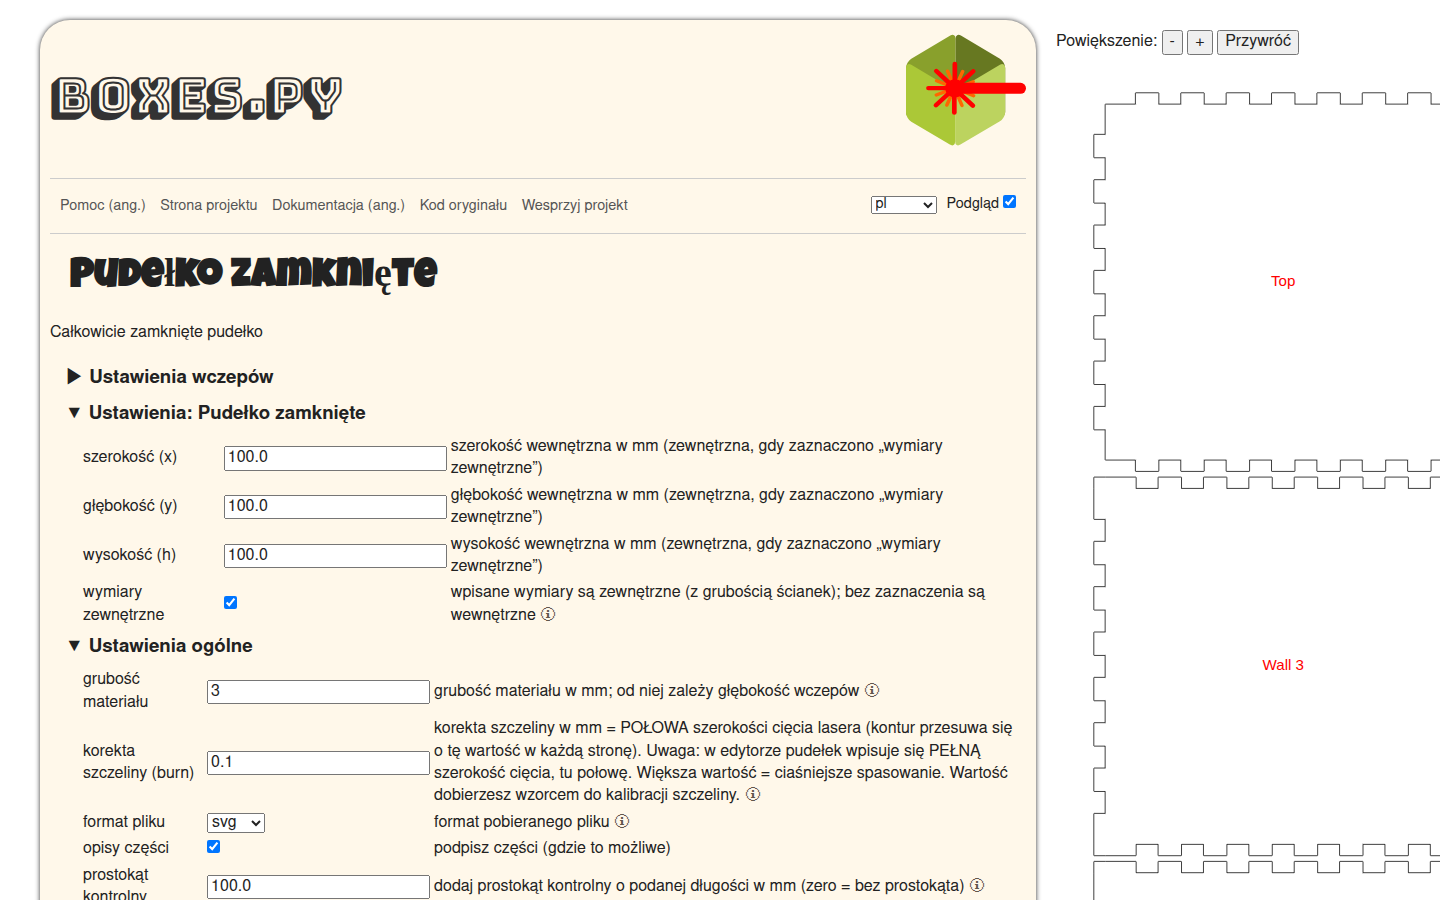 BOXES.PY
Powiększenie: - + Przywróć
Pomoc (ang.) Strona projektu Dokumentacja (ang.) Kod oryginału Wesprzyj projekt pl Podgląd
Pudełko zamknięte
Całkowicie zamknięte pudełko
Ustawienia wczepów
Ustawienia: Pudełko zamknięte
szerokość (x) 100.0 szerokość wewnętrzna w mm (zewnętrzna, gdy zaznaczono „wymiary
zewnętrzne”)
głębokość (y) 100.0 głębokość wewnętrzna w mm (zewnętrzna, gdy zaznaczono „wymiary
zewnętrzne”)
wysokość (h) 100.0 wysokość wewnętrzna w mm (zewnętrzna, gdy zaznaczono „wymiary
zewnętrzne”)
wymiary
zewnętrzne
wpisane wymiary są zewnętrzne (z grubością ścianek); bez zaznaczenia są
wewnętrzne ⓘ
Ustawienia ogólne
grubość
materiału
3 grubość materiału w mm; od niej zależy głębokość wczepów ⓘ
korekta
szczeliny (burn)
0.1
korekta szczeliny w mm = POŁOWA szerokości cięcia lasera (kontur przesuwa się
o tę wartość w każdą stronę). Uwaga: w edytorze pudełek wpisuje się PEŁNĄ
szerokość cięcia, tu połowę. Większa wartość = ciaśniejsze spasowanie. Wartość
dobierzesz wzorcem do kalibracji szczeliny. ⓘ
format pliku svg format pobieranego pliku ⓘ
opisy części podpisz części (gdzie to możliwe)
prostokąt
kontrolny
100.0 dodaj prostokąt kontrolny o podanej długości w mm (zero = bez prostokąta) ⓘ
Top
Wall 3